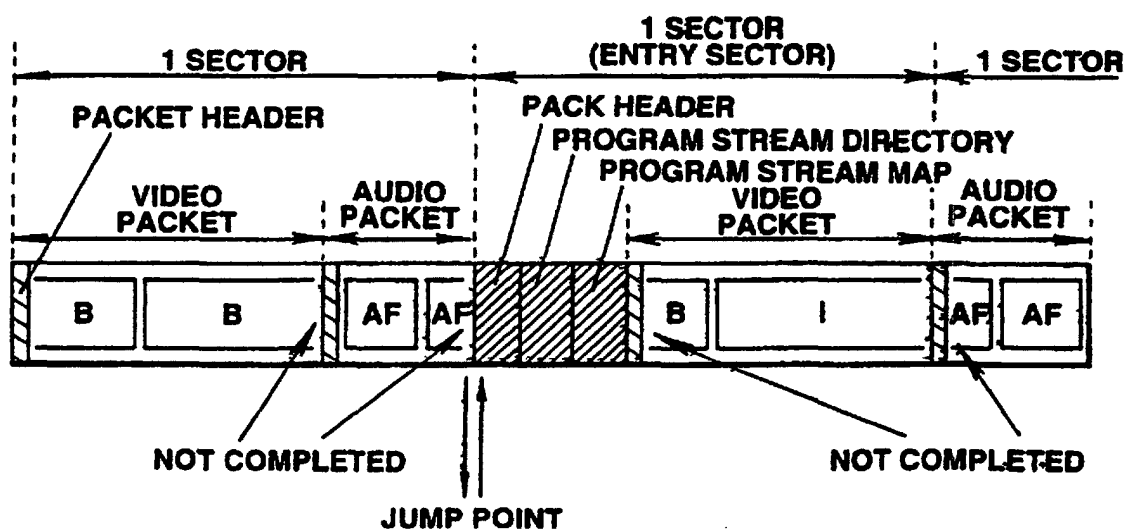 1 SECTOR
1 SECTOR
(ENTRY SECTOR)
1 SECTOR
PACKET HEADER
PACK HEADER
PROGRAM STREAM DIRECTORY
PROGRAM STREAM MAP
VIDEO
PACKET
AUDIO
PACKET
VIDEO
PACKET
AUDIO
PACKET
B
B
AF
AF
B
I
AF
AF
NOT COMPLETED
NOT COMPLETED
JUMP POINT